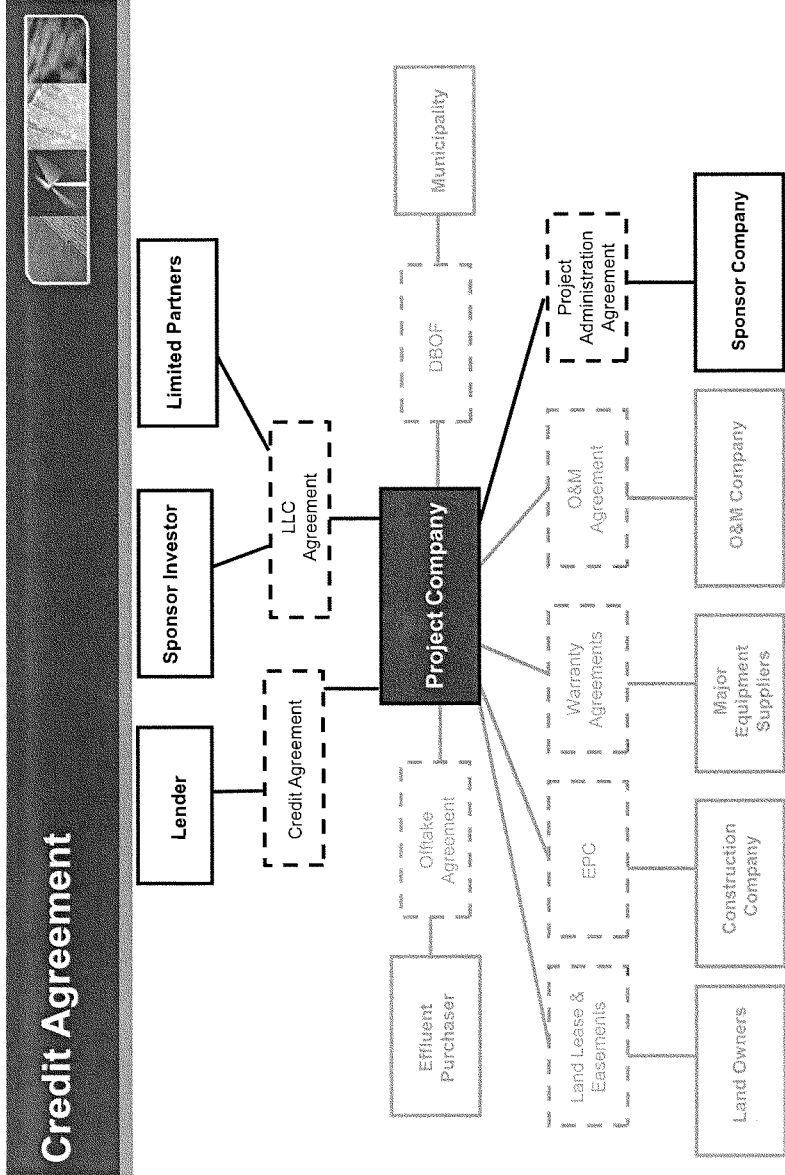 Credit Agreement
Lender
Sponsor Investor
Limited Partners
Credit Agreement
LLC
Agreement
Effluent
Purchaser
Offtake
Agreement
Project Company
DBOF
Municipality
Land Lease &
Easements
EPC
Warranty
Agreements
O&M
Agreement
Project
Administration
Agreement
Land Owners
Construction
Company
Major
Equipment
Suppliers
O&M Company
Sponsor Company